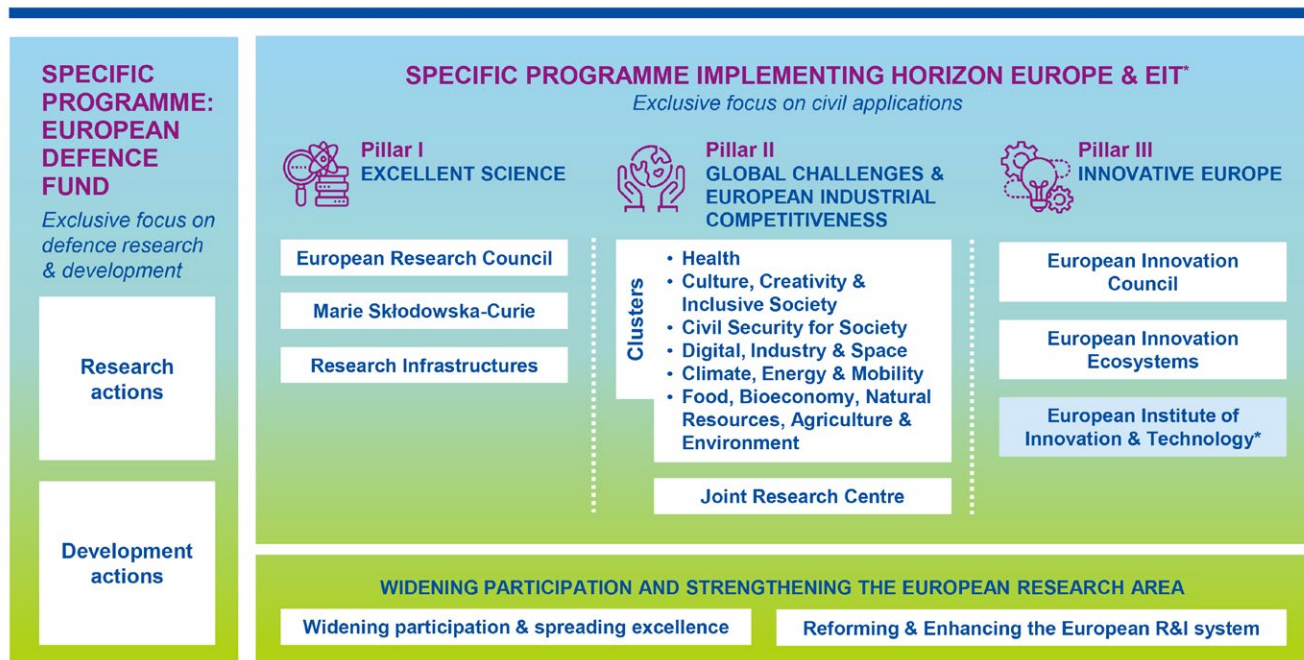 SPECIFIC
PROGRAMME:
EUROPEAN
DEFENCE
FUND
Exclusive focus on
defence research
& development
Research
actions
Development
actions
SPECIFIC PROGRAMME IMPLEMENTING HORIZON EUROPE & EIT*
Exclusive focus on civil applications
Pillar I
EXCELLENT SCIENCE
European Research Council
Marie Skłodowska-Curie
Research Infrastructures
Pillar II
GLOBAL CHALLENGES &
EUROPEAN INDUSTRIAL
COMPETITIVENESS
Clusters
• Health
• Culture, Creativity &
Inclusive Society
• Civil Security for Society
• Digital, Industry & Space
• Climate, Energy & Mobility
• Food, Bioeconomy, Natural
Resources, Agriculture &
Environment
Joint Research Centre
Pillar III
INNOVATIVE EUROPE
European Innovation
Council
European Innovation
Ecosystems
European Institute of
Innovation & Technology*
WIDENING PARTICIPATION AND STRENGTHENING THE EUROPEAN RESEARCH AREA
Widening participation & spreading excellence
Reforming & Enhancing the European R&I system